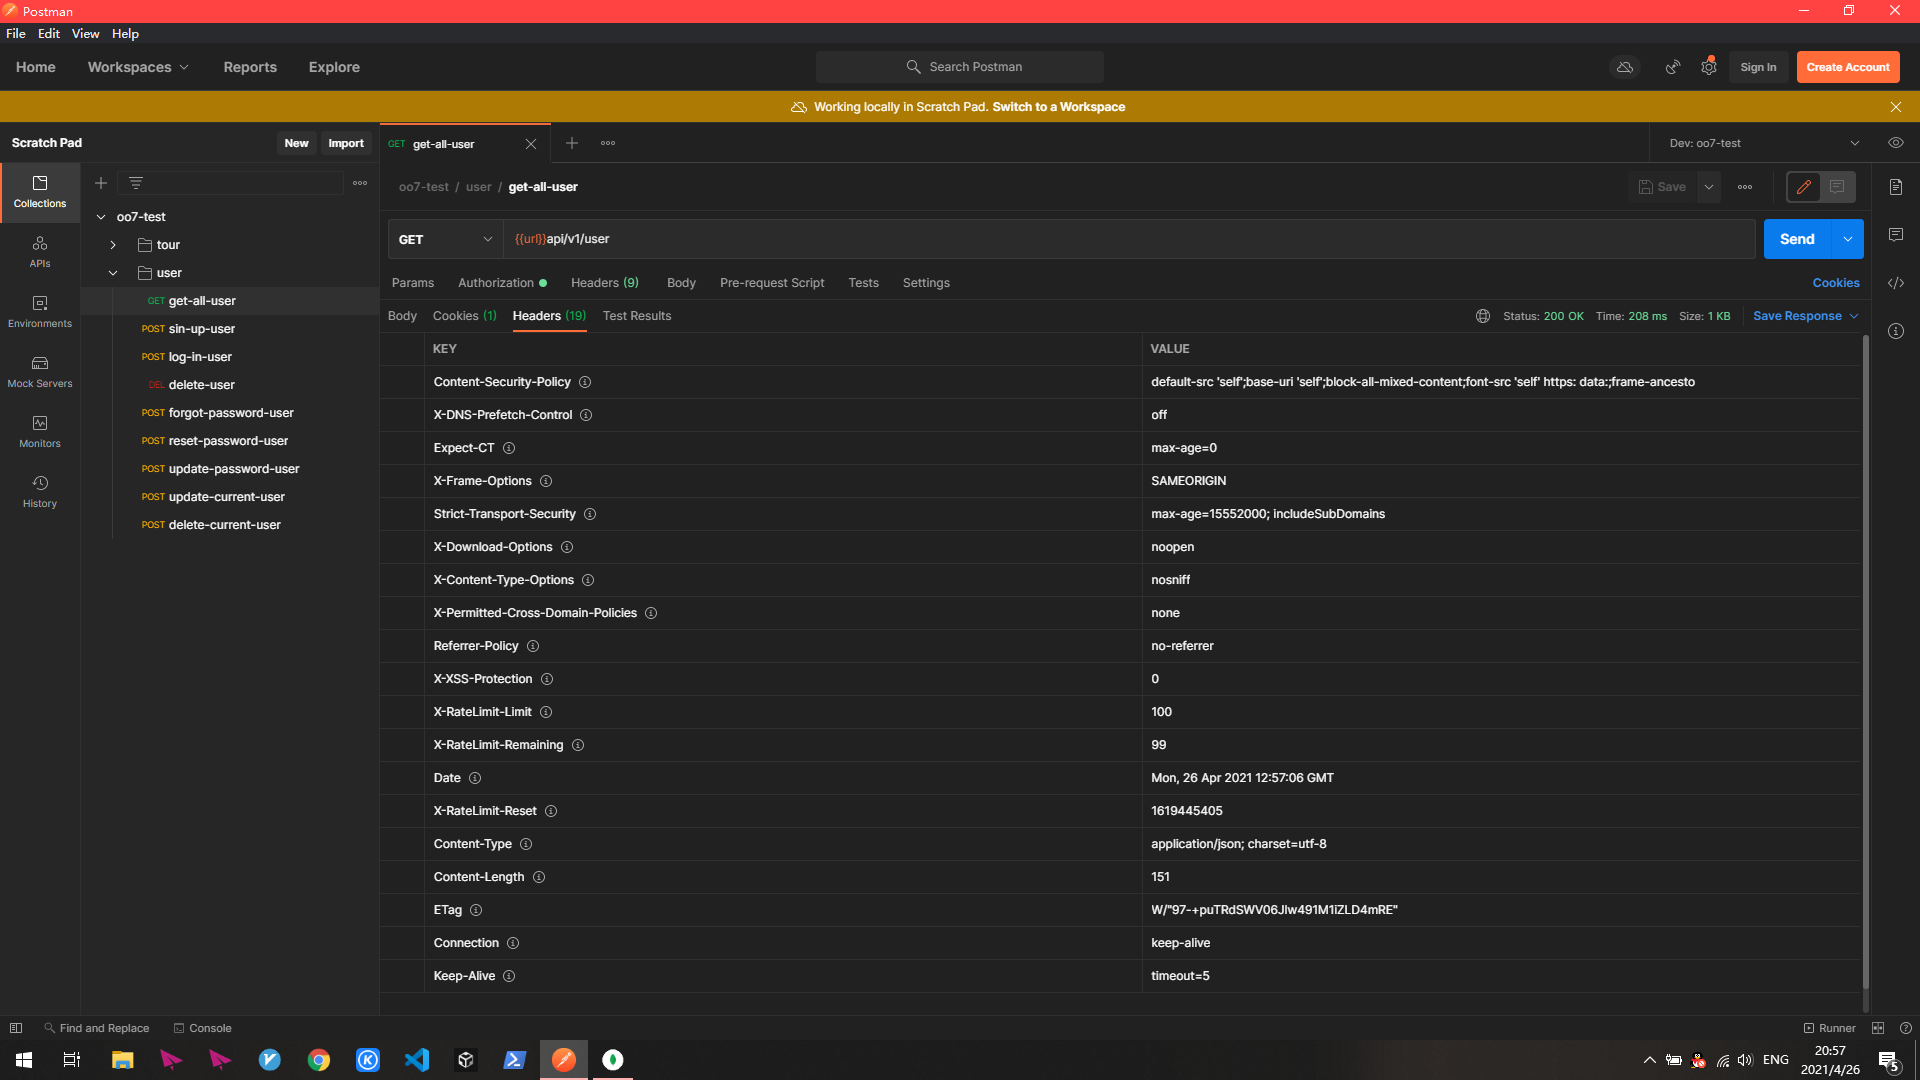 Postman
File Edit View Help
Home Workspaces Reports Explore Search Postman Sign In Create Account
Working locally in Scratch Pad. Switch to a Workspace
Scratch Pad New Import GET get-all-user Dev: oo7-test
oo7-test / user / get-all-user Save
Collections
oo7-test
tour
user
GET get-all-user
POST sin-up-user
POST log-in-user
DEL delete-user
POST forgot-password-user
POST reset-password-user
POST update-password-user
POST update-current-user
POST delete-current-user
APIs
Environments
Mock Servers
Monitors
History
GET {{url}}api/v1/user Send
Params Authorization Headers (9) Body Pre-request Script Tests Settings Cookies
Body Cookies (1) Headers (19) Test Results Status: 200 OK Time: 208 ms Size: 1 KB Save Response
KEY VALUE
Content-Security-Policy default-src 'self';base-uri 'self';block-all-mixed-content;font-src 'self' https: data:;frame-ancesto
X-DNS-Prefetch-Control off
Expect-CT max-age=0
X-Frame-Options SAMEORIGIN
Strict-Transport-Security max-age=15552000; includeSubDomains
X-Download-Options noopen
X-Content-Type-Options nosniff
X-Permitted-Cross-Domain-Policies none
Referrer-Policy no-referrer
X-XSS-Protection 0
X-RateLimit-Limit 100
X-RateLimit-Remaining 99
Date Mon, 26 Apr 2021 12:57:06 GMT
X-RateLimit-Reset 1619445405
Content-Type application/json; charset=utf-8
Content-Length 151
ETag W/"97-+puTRdSWV06JIw491M1iZLD4mRE"
Connection keep-alive
Keep-Alive timeout=5
Find and Replace Console Runner
ENG 20:57
2021/4/26 5